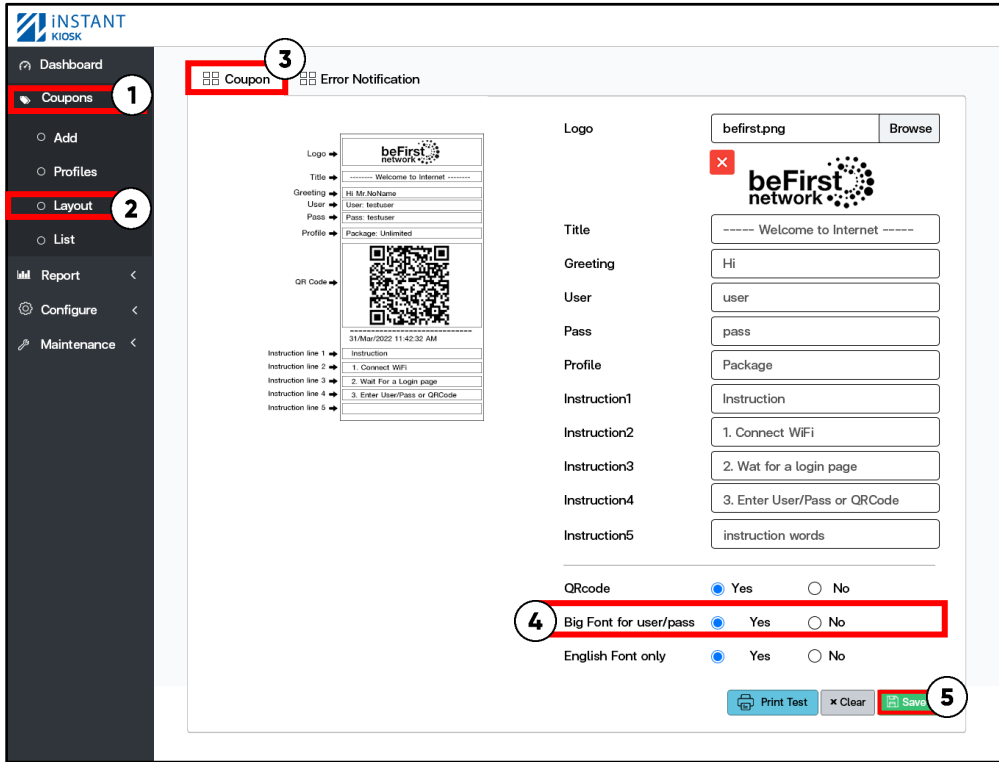 iNSTANT
KIOSK
Dashboard
Coupons
1
Add
Profiles
Layout
2
List
Report
Configure
Maintenance
3
Coupon
Error Notification
Logo
beFirst
network
Title
-------- Welcome to Internet -------
Greeting
Hi Mr.NoName
User
User: testuser
Pass
Pass: testuser
Profile
Package: Unlimited
QR Code
31/Mar/2022 11:42:32 AM
Instruction line 1
Instruction
Instruction line 2
1. Connect WiFi
Instruction line 3
2. Wait For a Login page
Instruction line 4
3. Enter User/Pass or QRCode
Instruction line 5
Logo
befirst.png
Browse
beFirst
network
Title
----- Welcome to Internet -----
Greeting
Hi
User
user
Pass
pass
Profile
Package
Instruction1
Instruction
Instruction2
1. Connect WiFi
Instruction3
2. Wat for a login page
Instruction4
3. Enter User/Pass or QRCode
Instruction5
instruction words
QRcode
Yes
No
4
Big Font for user/pass
Yes
No
English Font only
Yes
No
Print Test
× Clear
Save
5